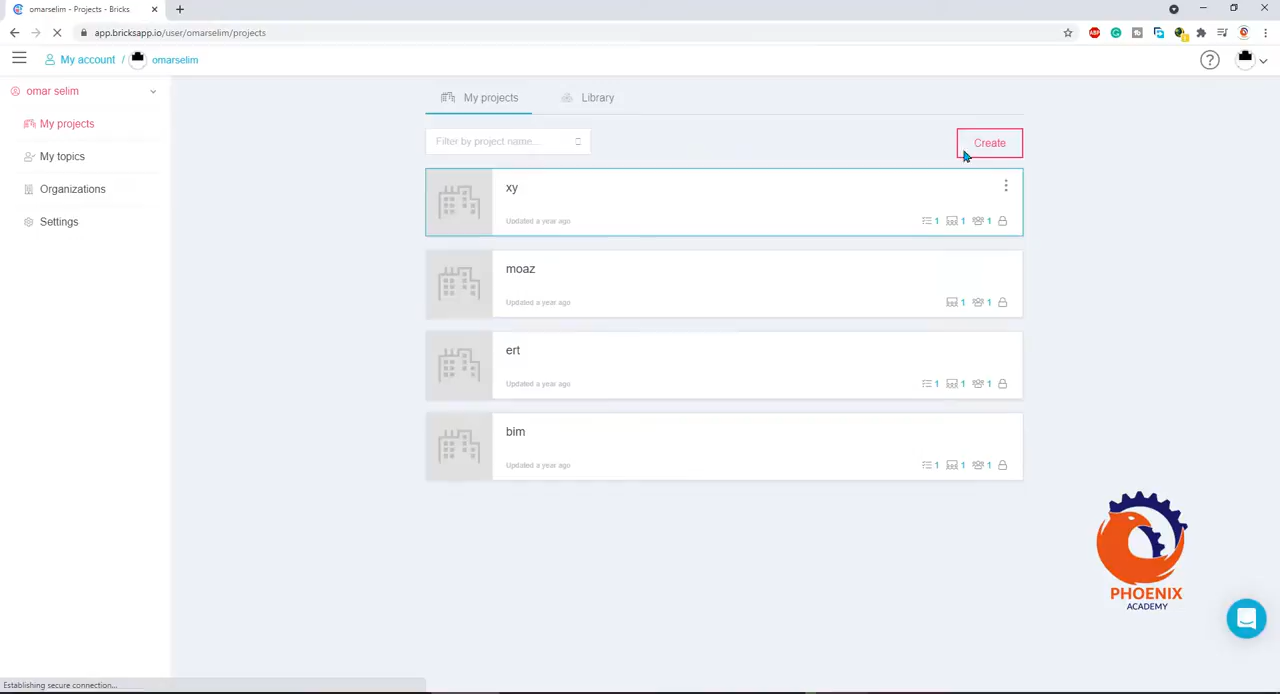 omarselim - Projects - Bricks
app.bricksapp.io/user/omarselim/projects
ABP
My account / omarselim
omar selim
My projects
My topics
Organizations
Settings
My projects
Library
Filter by project name...
Create
xy
Updated a year ago
1 1 1
moaz
Updated a year ago
1 1
ert
Updated a year ago
1 1 1
bim
Updated a year ago
1 1 1
PHOENIX
ACADEMY
Establishing secure connection...